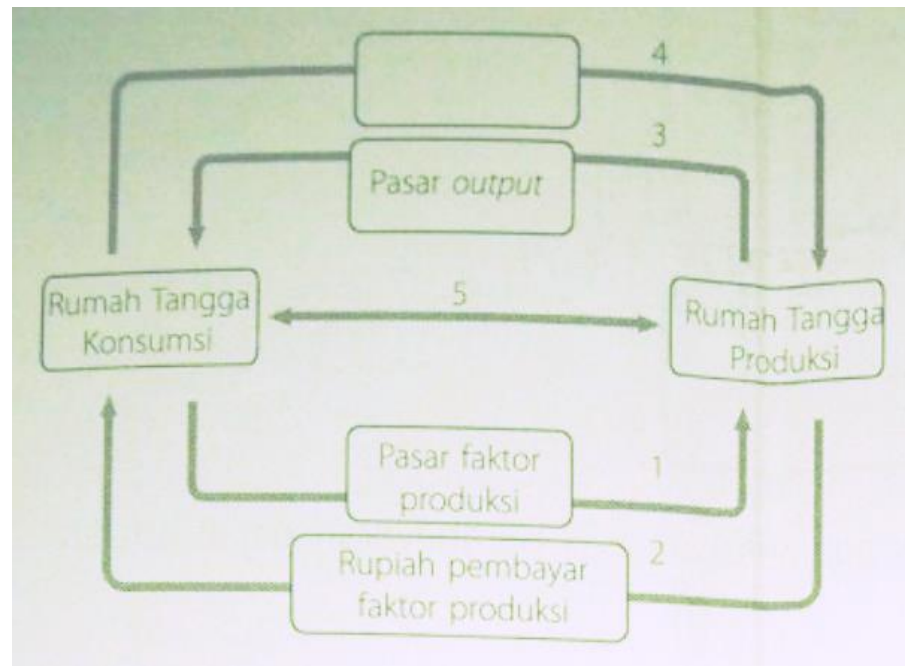 4
3
Pasar output
Rumah Tangga
Konsumsi
5
Rumah Tangga
Produksi
Pasar faktor
produksi
1
Rupiah pembayar
faktor produksi
2